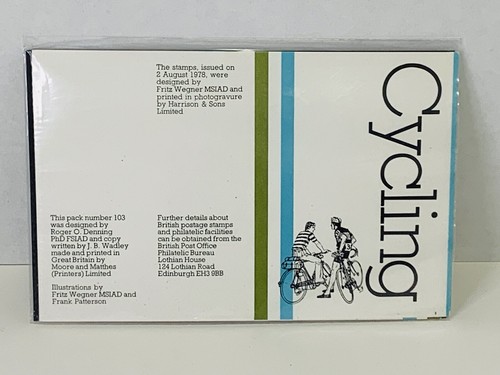 The stamps, issued on
2 August 1978, were
designed by
Fritz Wegner MSIAD and
printed in photogravure
by Harrison & Sons
Limited
This pack number 103
was designed by
Roger O. Denning
PhD FSIAD and copy
written by J. B. Wadley
made and printed in
Great Britain by
Moore and Matthes
(Printers) Limited
Illustrations by
Fritz Wegner MSIAD and
Frank Patterson
Further details about
British postage stamps
and philatelic facilities
can be obtained from the
British Post Office
Philatelic Bureau
Lothian House
124 Lothian Road
Edinburgh EH3 9BB
Cycling